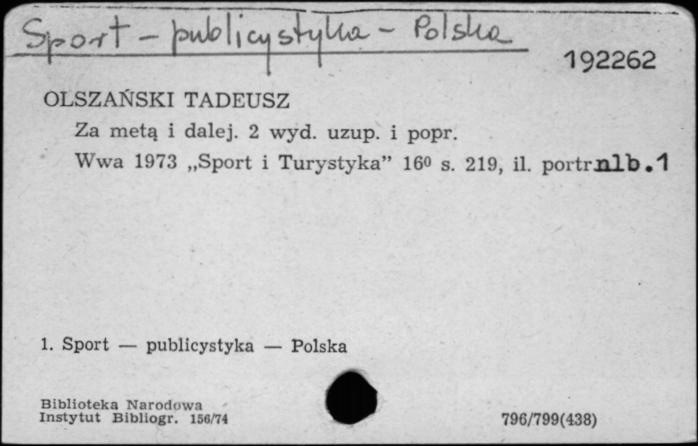 Sport - publicystyka - Polska
192262
OLSZAŃSKI TADEUSZ
Za metą i dalej. 2 wyd. uzup. i popr.
Wwa 1973 „Sport i Turystyka” 16⁰ s. 219, il. portr.nlb.1
1. Sport — publicystyka — Polska
Biblioteka Narodowa
Instytut Bibliogr. 156/74
796/799(438)